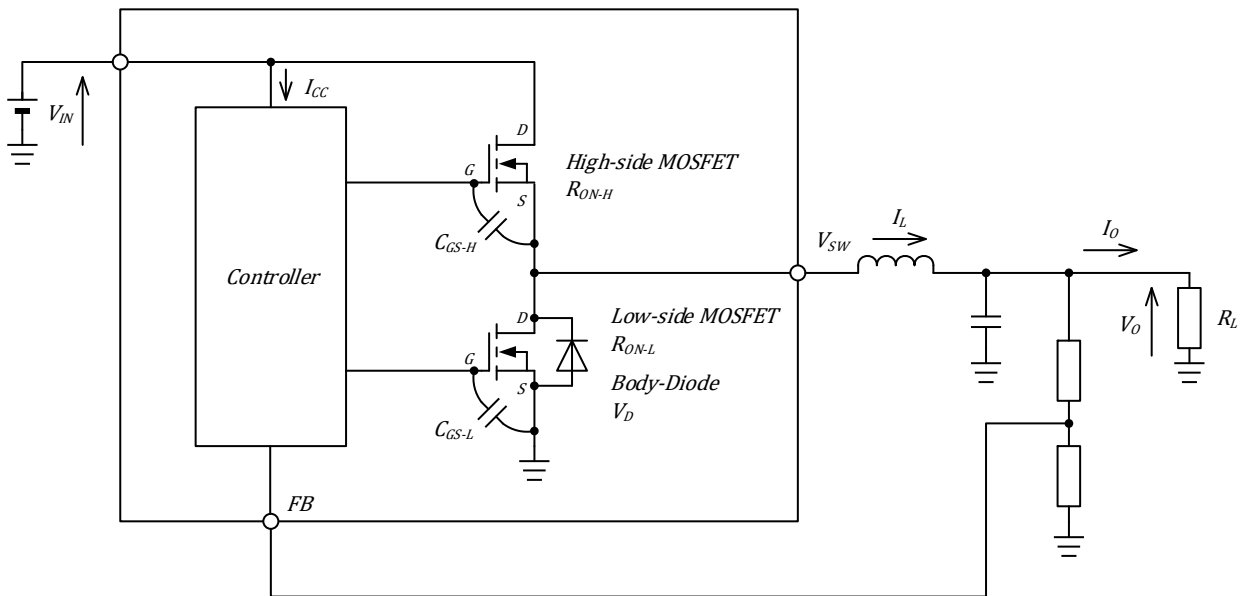 V_IN
I_CC
Controller
D
G
S
High-side MOSFET
R_ON-H
C_GS-H
V_SW
I_L
I_O
D
G
S
Low-side MOSFET
R_ON-L
Body-Diode
V_D
C_GS-L
V_O
R_L
FB